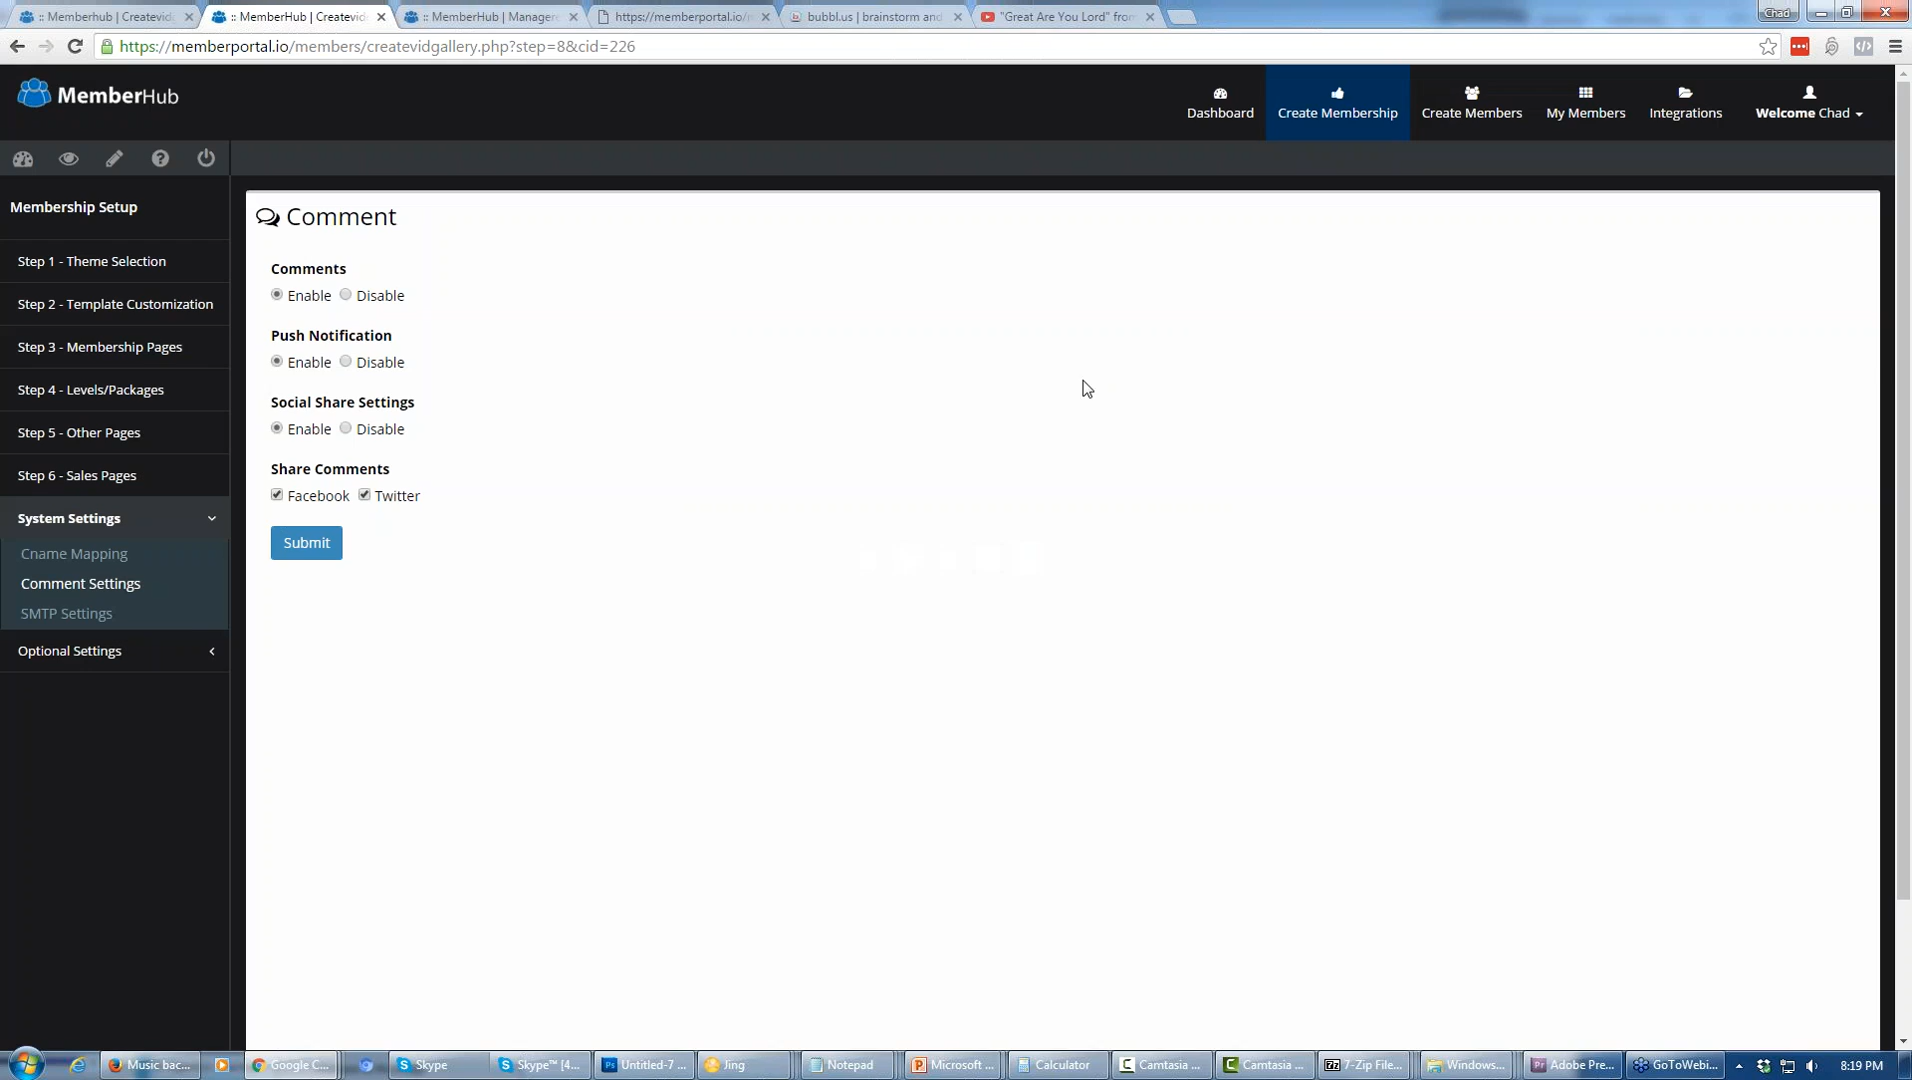 :: Memberhub | Createvid
:: MemberHub | Createvid
:: MemberHub | Manager
https://memberportal.io/
bubbl.us | brainstorm and
"Great Are You Lord" from
Chad
https://memberportal.io/members/createvidgallery.php?step=8&cid=226
MemberHub
Dashboard
Create Membership
Create Members
My Members
Integrations
Welcome Chad
Membership Setup
Step 1 - Theme Selection
Step 2 - Template Customization
Step 3 - Membership Pages
Step 4 - Levels/Packages
Step 5 - Other Pages
Step 6 - Sales Pages
System Settings
Cname Mapping
Comment Settings
SMTP Settings
Optional Settings
Comment
Comments
Enable Disable
Push Notification
Enable Disable
Social Share Settings
Enable Disable
Share Comments
Facebook Twitter
Submit
Music bac...
Google C...
Skype
Skype™ [4...
Untitled-7 ...
Jing
Notepad
Microsoft ...
Calculator
Camtasia ...
Camtasia ...
7-Zip File...
Windows...
Adobe Pre...
GoToWebi...
8:19 PM